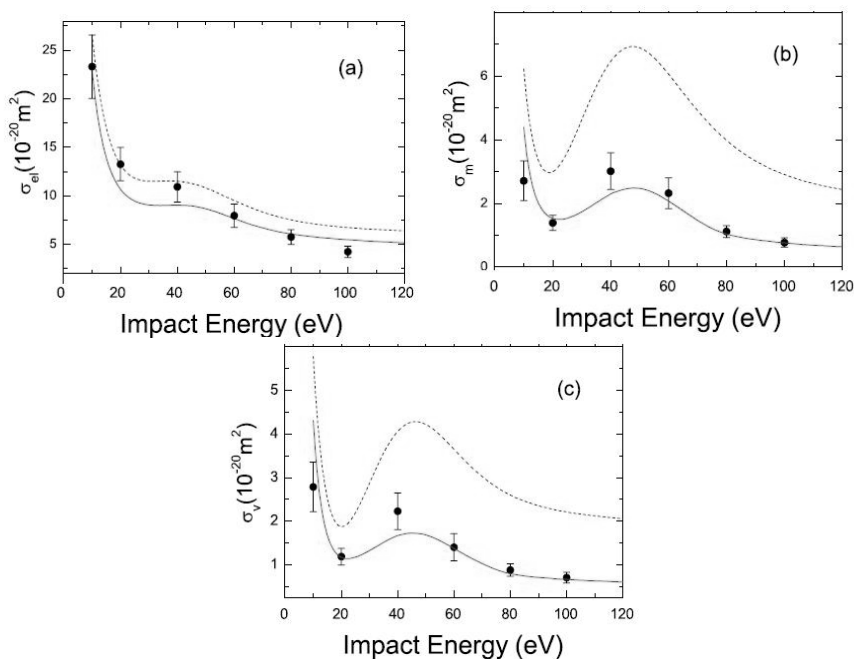 (a)
σel(10-20m2)
25
20
15
10
5
0 20 40 60 80 100 120
Impact Energy (eV)
(b)
σm(10-20m2)
6
4
2
0
0 20 40 60 80 100 120
Impact Energy (eV)
(c)
σv(10-20m2)
5
4
3
2
1
0 20 40 60 80 100 120
Impact Energy (eV)